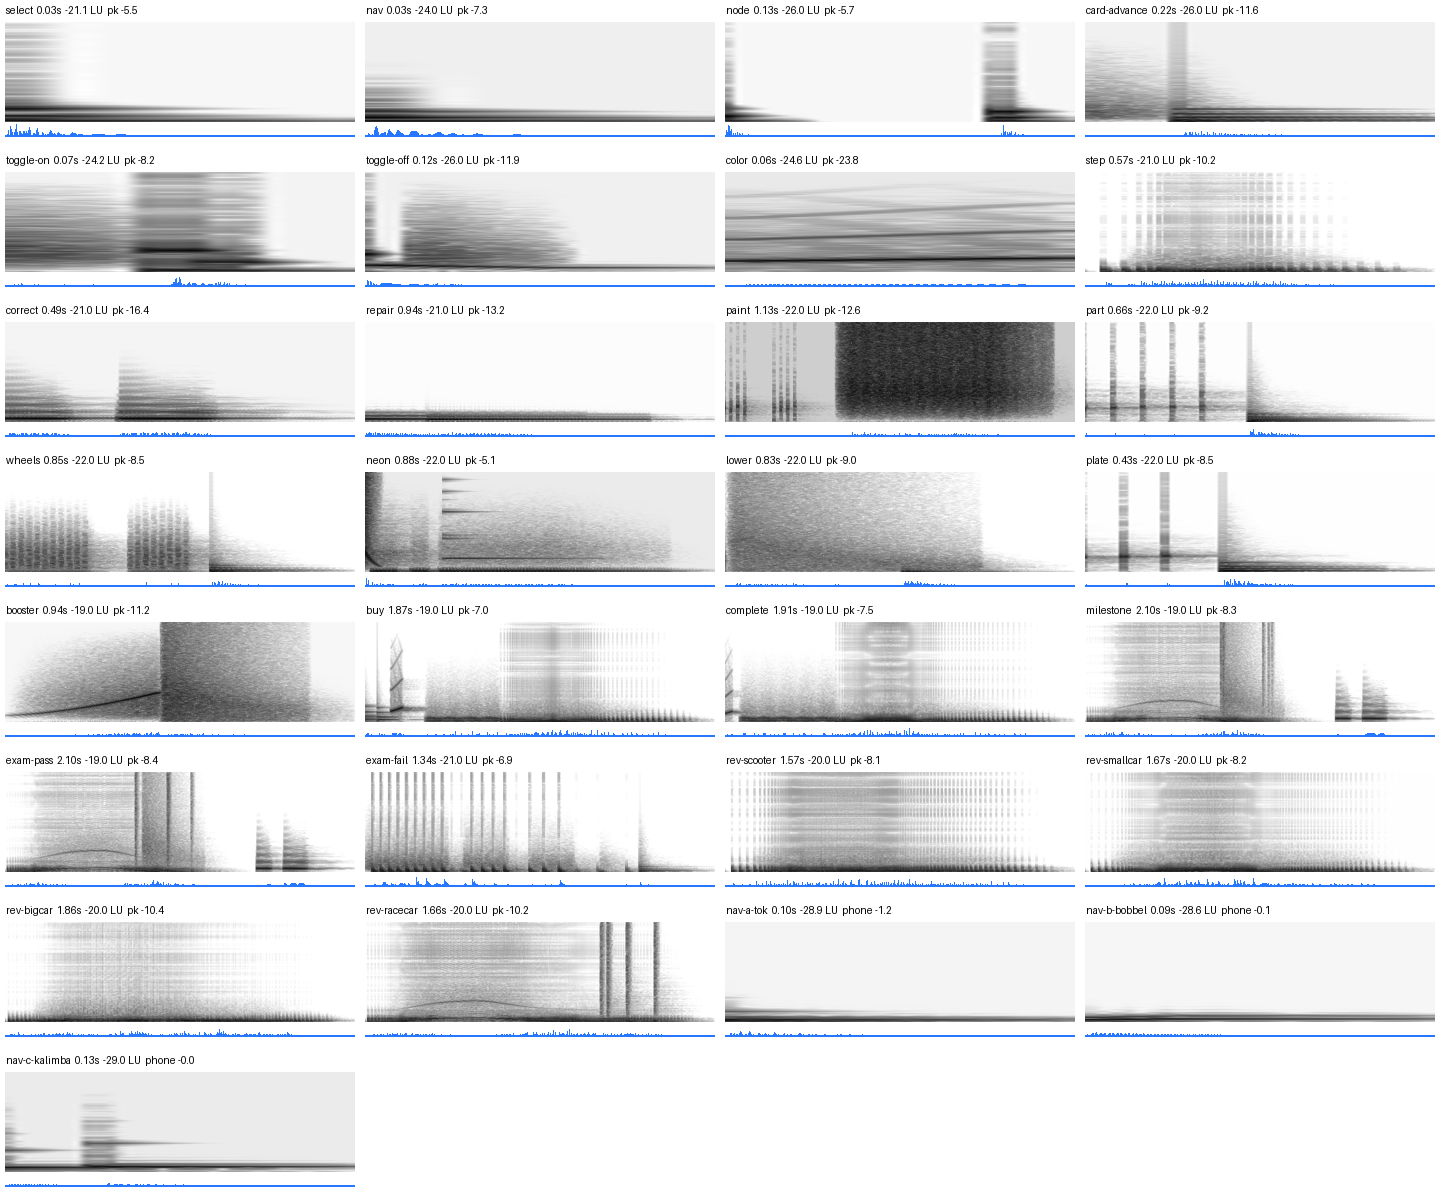 select 0.03s -21.1 LU pk -5.5
nav 0.03s -24.0 LU pk -7.3
node 0.13s -26.0 LU pk -5.7
card-advance 0.22s -26.0 LU pk -11.6
toggle-on 0.07s -24.2 LU pk -8.2
toggle-off 0.12s -26.0 LU pk -11.9
color 0.06s -24.6 LU pk -23.8
step 0.57s -21.0 LU pk -10.2
correct 0.49s -21.0 LU pk -16.4
repair 0.94s -21.0 LU pk -13.2
paint 1.13s -22.0 LU pk -12.6
part 0.66s -22.0 LU pk -9.2
wheels 0.85s -22.0 LU pk -8.5
neon 0.88s -22.0 LU pk -5.1
lower 0.83s -22.0 LU pk -9.0
plate 0.43s -22.0 LU pk -8.5
booster 0.94s -19.0 LU pk -11.2
buy 1.87s -19.0 LU pk -7.0
complete 1.91s -19.0 LU pk -7.5
milestone 2.10s -19.0 LU pk -8.3
exam-pass 2.10s -19.0 LU pk -8.4
exam-fail 1.34s -21.0 LU pk -6.9
rev-scooter 1.57s -20.0 LU pk -8.1
rev-smallcar 1.67s -20.0 LU pk -8.2
rev-bigcar 1.86s -20.0 LU pk -10.4
rev-racecar 1.66s -20.0 LU pk -10.2
nav-a-tok 0.10s -28.9 LU phone -1.2
nav-b-bobbel 0.09s -28.6 LU phone -0.1
nav-c-kalimba 0.13s -29.0 LU phone -0.0